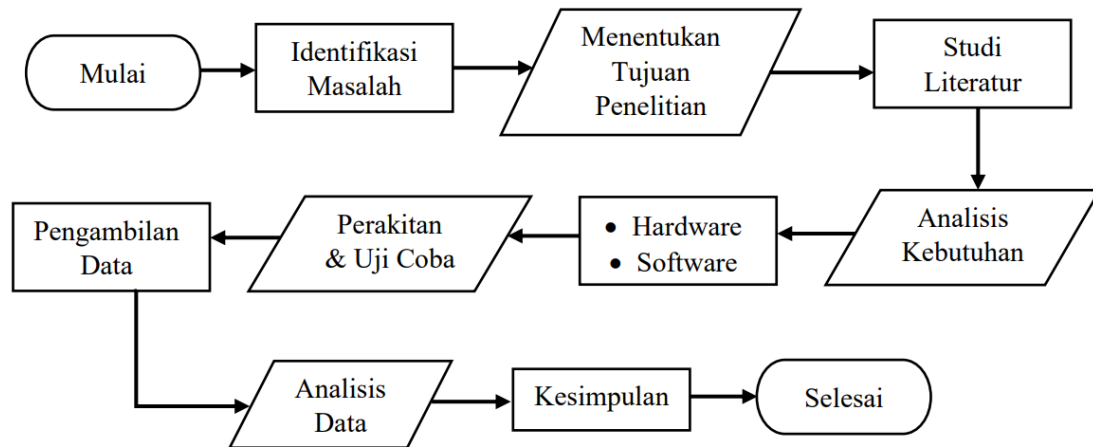 Mulai
Identifikasi
Masalah
Menentukan
Tujuan
Penelitian
Studi
Literatur
Analisis
Kebutuhan
• Hardware
• Software
Perakitan
& Uji Coba
Pengambilan
Data
Analisis
Data
Kesimpulan
Selesai